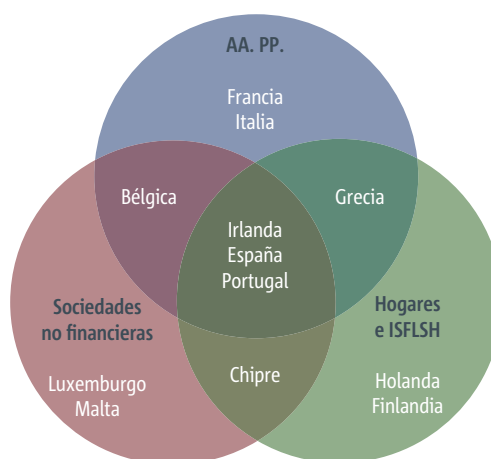 AA. PP.
Francia
Italia
Bélgica
Grecia
Irlanda
España
Portugal
Sociedades
no financieras
Hogares
e ISFLSH
Luxemburgo
Malta
Chipre
Holanda
Finlandia